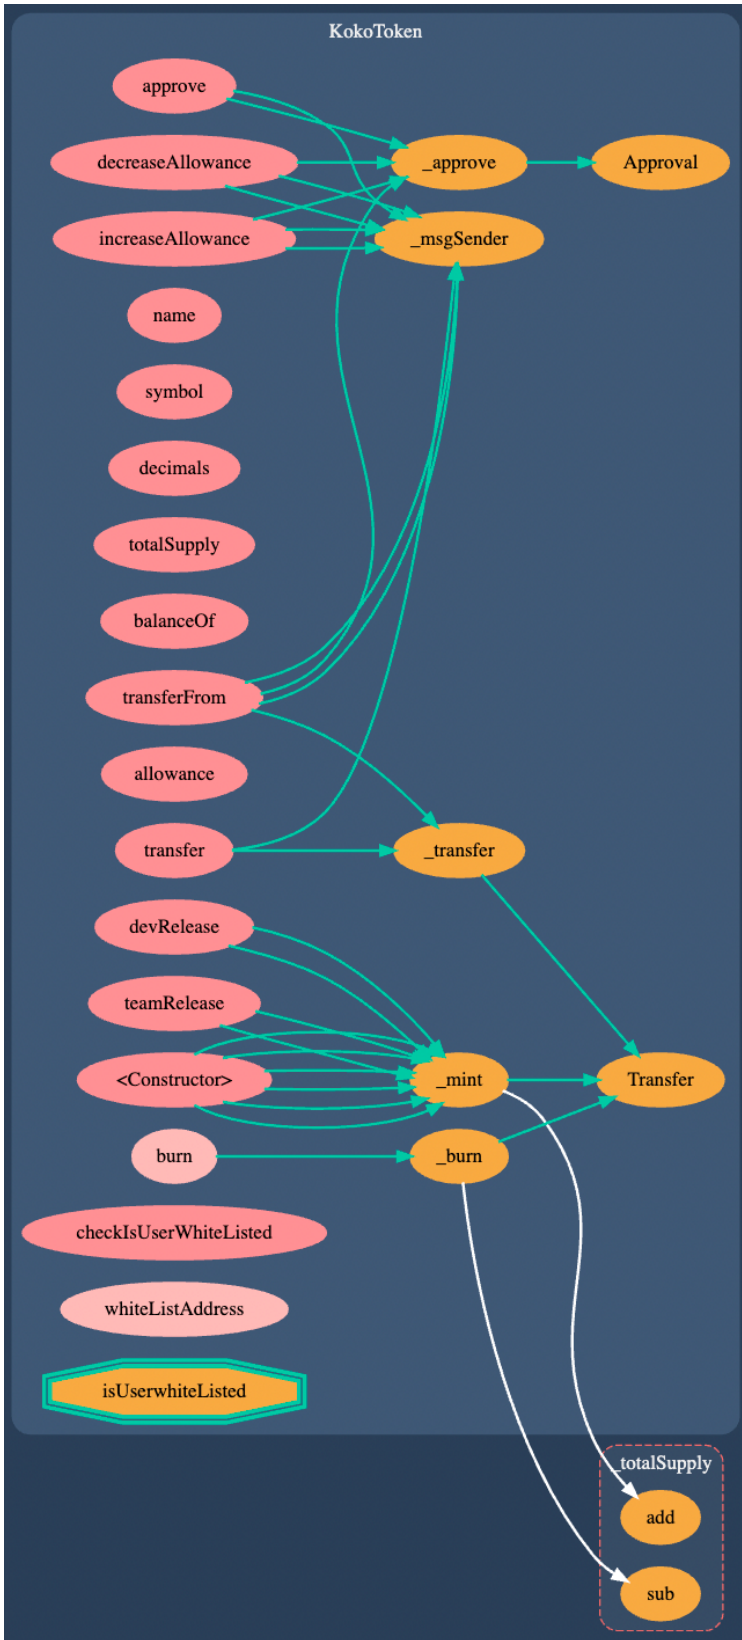 KokoToken
approve
decreaseAllowance
_approve
Approval
increaseAllowance
_msgSender
name
symbol
decimals
totalSupply
balanceOf
transferFrom
allowance
transfer
_transfer
devRelease
teamRelease
<Constructor>
_mint
Transfer
burn
_burn
checkIsUserWhiteListed
whiteListAddress
isUserwhiteListed
_totalSupply
add
sub